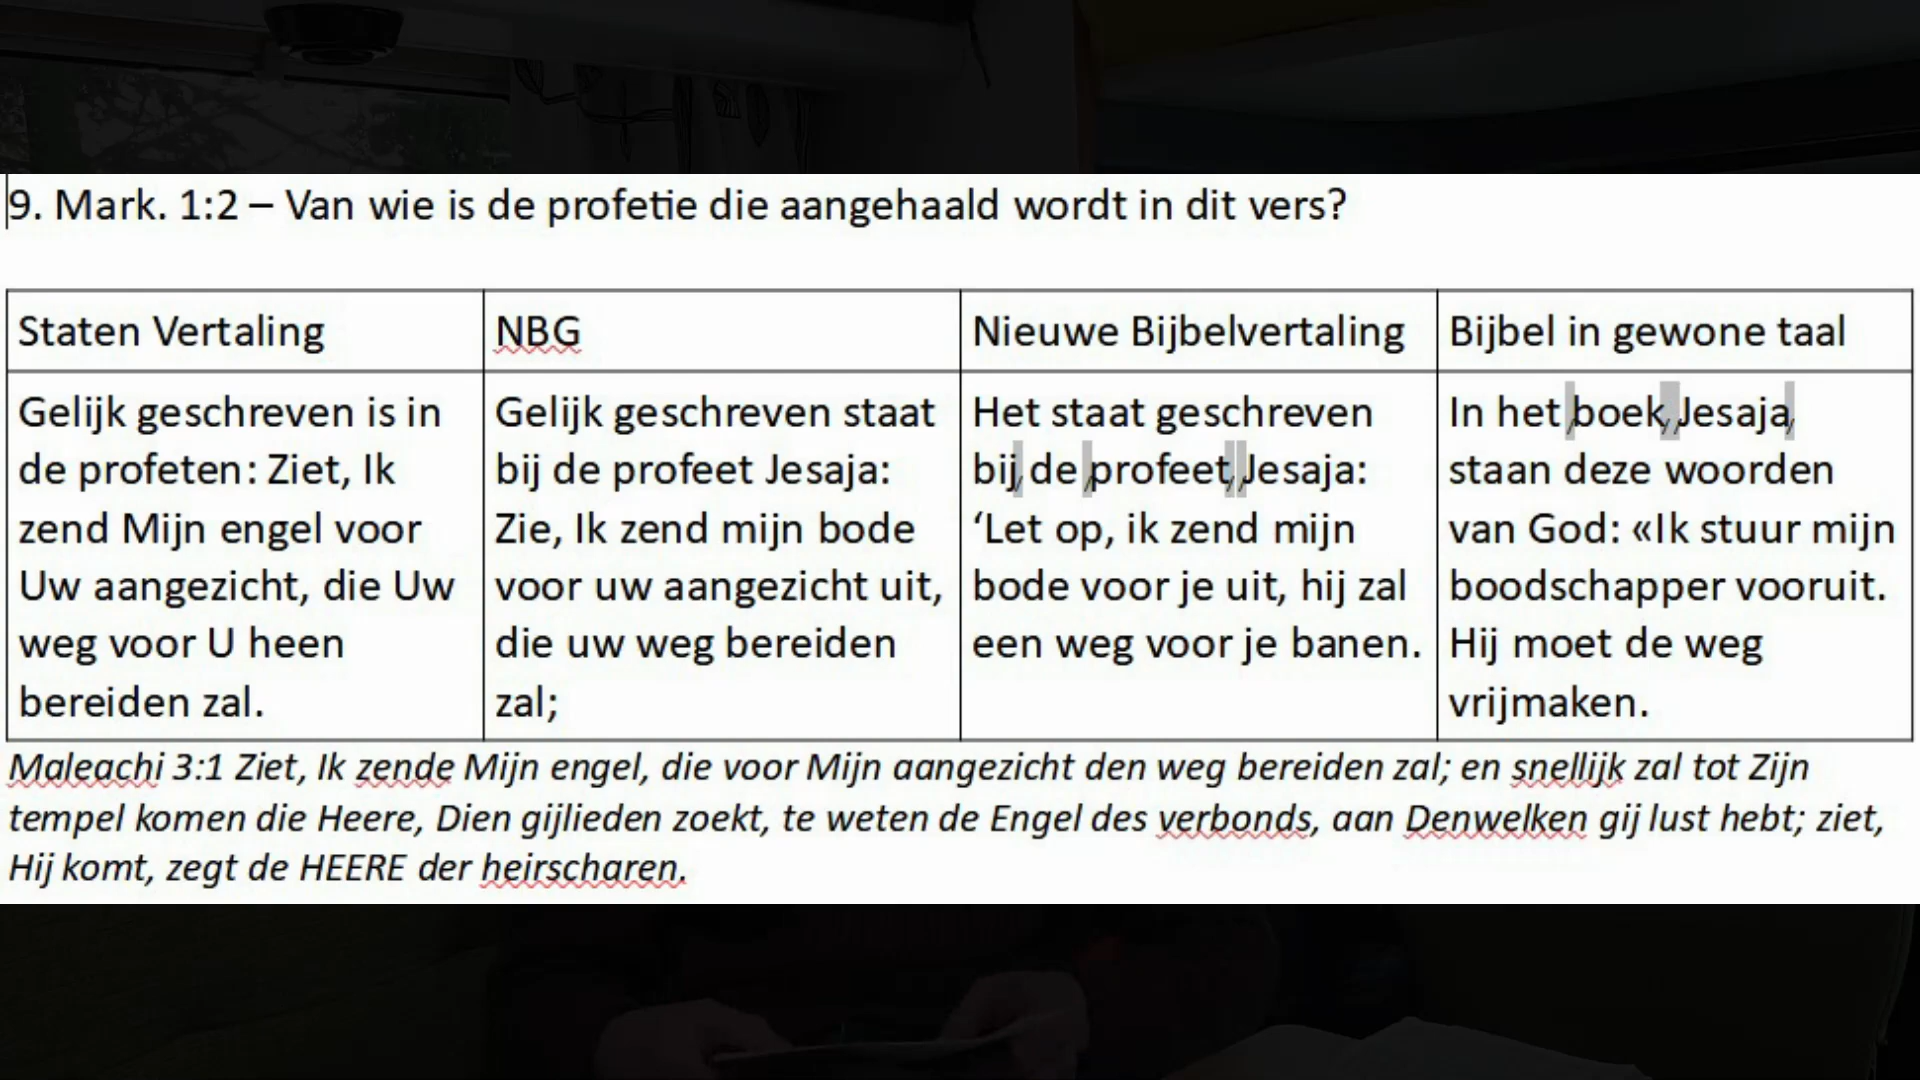 9. Mark. 1:2 – Van wie is de profetie die aangehaald wordt in dit vers?
Staten Vertaling
NBG
Nieuwe Bijbelvertaling
Bijbel in gewone taal
Gelijk geschreven is in
de profeten: Ziet, Ik
zend Mijn engel voor
Uw aangezicht, die Uw
weg voor U heen
bereiden zal.
Gelijk geschreven staat
bij de profeet Jesaja:
Zie, Ik zend mijn bode
voor uw aangezicht uit,
die uw weg bereiden
zal;
Het staat geschreven
bij de profeet Jesaja:
‘Let op, ik zend mijn
bode voor je uit, hij zal
een weg voor je banen.
In het boek Jesaja
staan deze woorden
van God: «Ik stuur mijn
boodschapper vooruit.
Hij moet de weg
vrijmaken.
Maleachi 3:1 Ziet, Ik zende Mijn engel, die voor Mijn aangezicht den weg bereiden zal; en snellijk zal tot Zijn
tempel komen die Heere, Dien gijlieden zoekt, te weten de Engel des verbonds, aan Denwelken gij lust hebt; ziet,
Hij komt, zegt de HEERE der heirscharen.